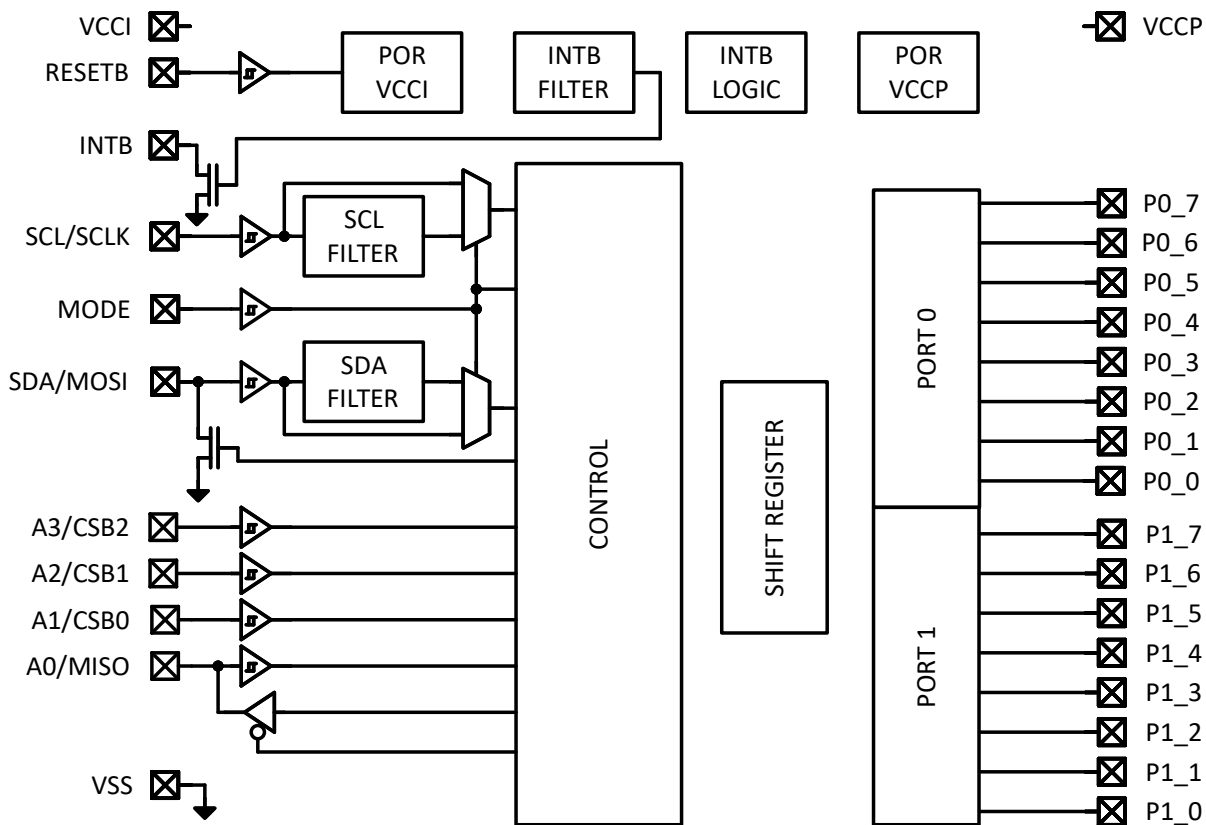 VCCI
VCCP
RESETB
POR
VCCI
INTB
FILTER
INTB
LOGIC
POR
VCCP
INTB
SCL/SCLK
SCL
FILTER
MODE
SDA/MOSI
SDA
FILTER
A3/CSB2
A2/CSB1
A1/CSB0
A0/MISO
VSS
CONTROL
SHIFT REGISTER
PORT 0
PORT 1
P0_7
P0_6
P0_5
P0_4
P0_3
P0_2
P0_1
P0_0
P1_7
P1_6
P1_5
P1_4
P1_3
P1_2
P1_1
P1_0